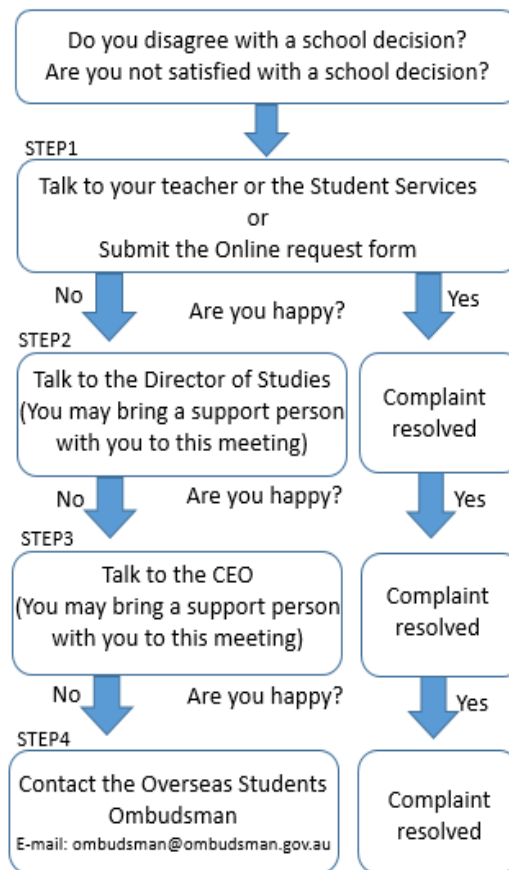 Do you disagree with a school decision?
Are you not satisfied with a school decision?
STEP1
Talk to your teacher or the Student Services
or
Submit the Online request form
No
Are you happy?
Yes
STEP2
Talk to the Director of Studies
(You may bring a support person
with you to this meeting)
Complaint
resolved
No
Are you happy?
Yes
STEP3
Talk to the CEO
(You may bring a support person
with you to this meeting)
Complaint
resolved
No
Are you happy?
Yes
STEP4
Contact the Overseas Students
Ombudsman
E-mail: ombudsman@ombudsman.gov.au
Complaint
resolved